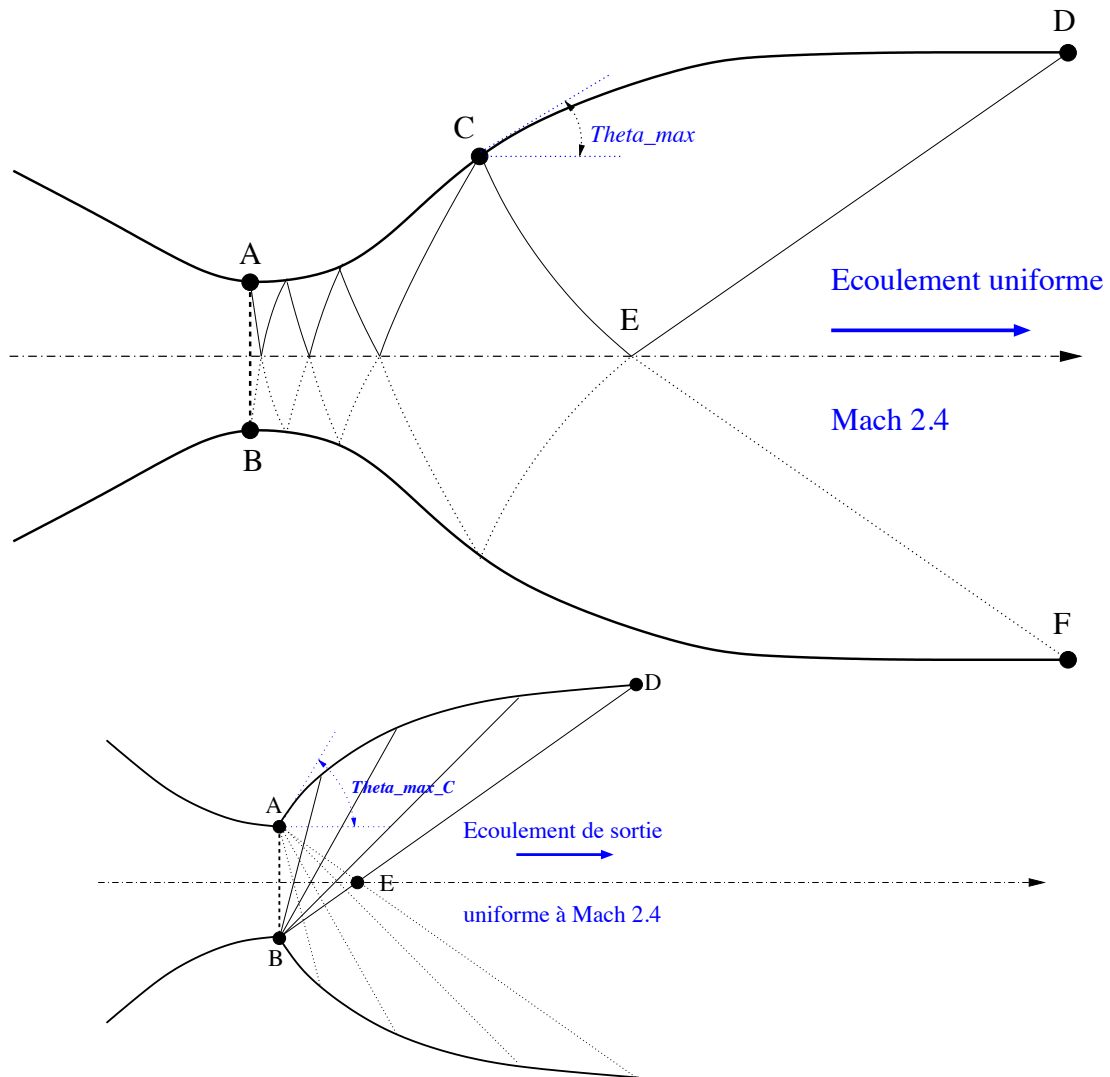 D
C
Theta_max
A
Ecoulement uniforme
E
Mach 2.4
B
F
D
Theta_max_C
A
Ecoulement de sortie
E
uniforme à Mach 2.4
B